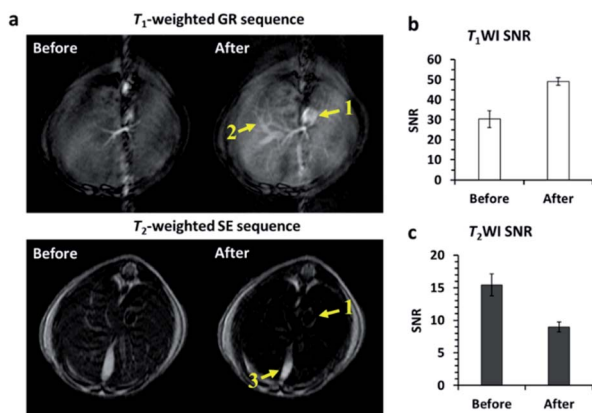 a
T1-weighted GR sequence
Before
After
1
2
T2-weighted SE sequence
Before
After
1
3
b
T1WI SNR
SNR
60
50
40
30
20
10
0
Before
After
c
T2WI SNR
SNR
20
15
10
5
0
Before
After